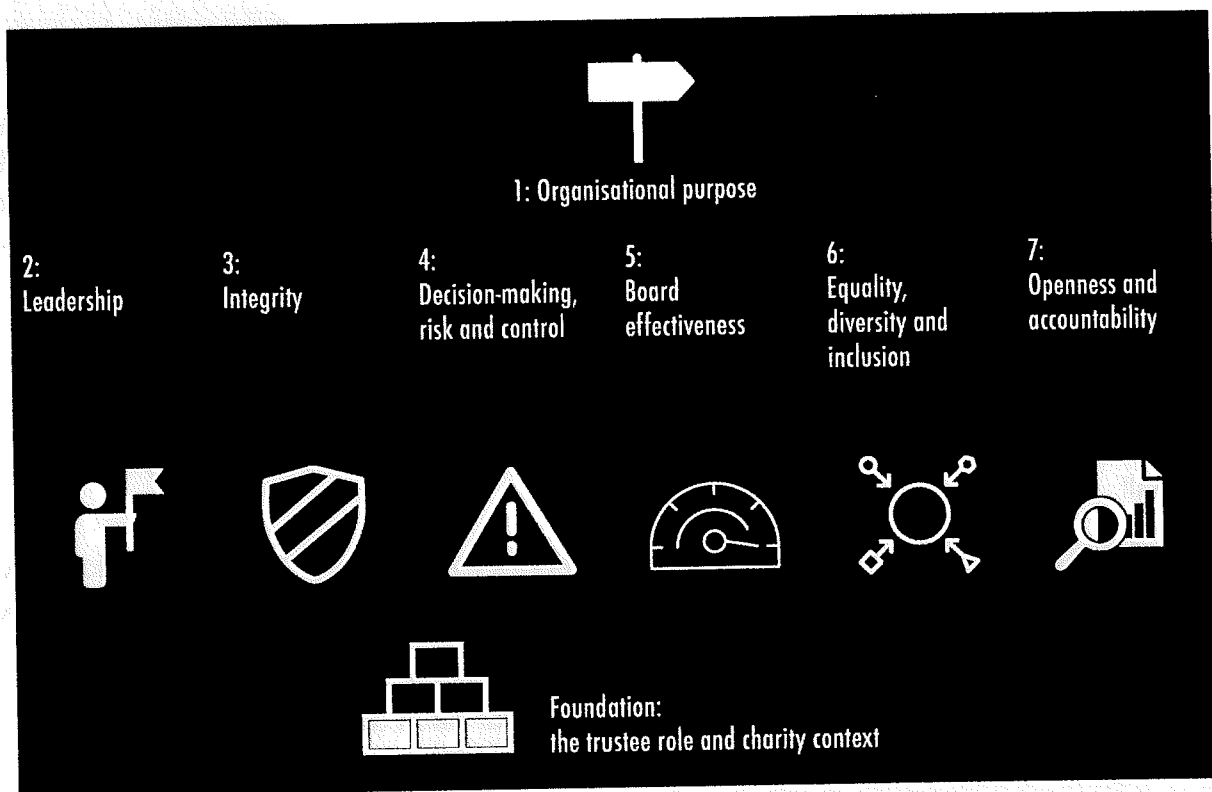 1: Organisational purpose
2:
Leadership
3:
Integrity
4:
Decision-making,
risk and control
5:
Board
effectiveness
6:
Equality,
diversity and
inclusion
7:
Openness and
accountability
Foundation:
the trustee role and charity context